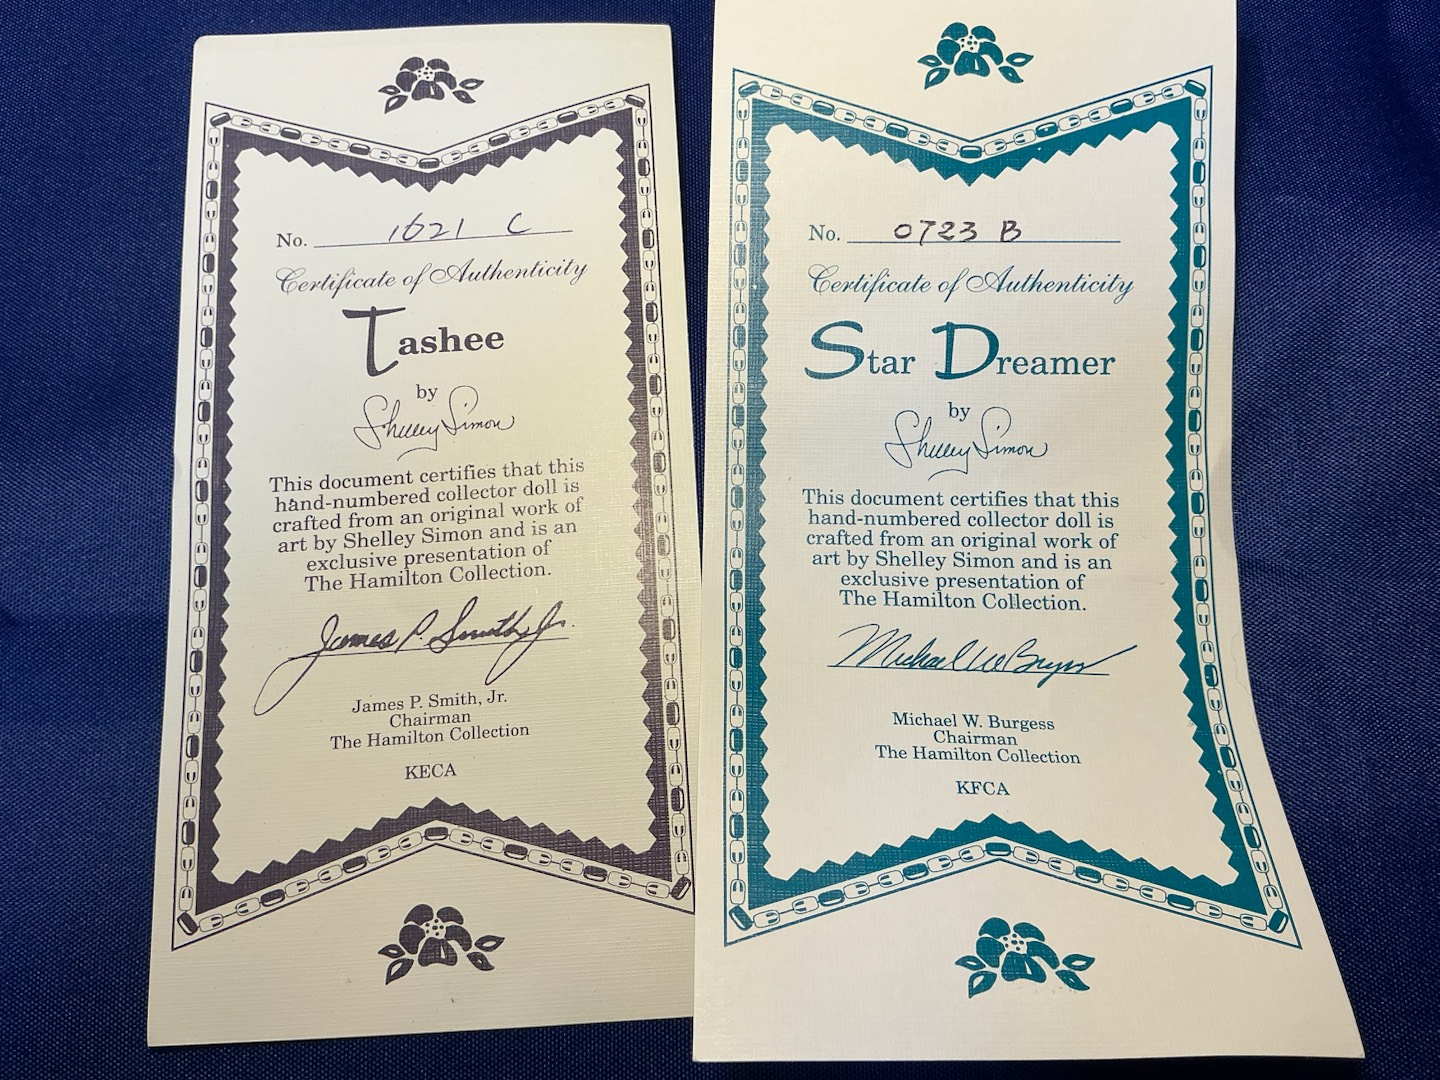 No. 1621 C
Certificate of Authenticity
Tashee
by
Shelley Simon
This document certifies that this
hand-numbered collector doll is
crafted from an original work of
art by Shelley Simon and is an
exclusive presentation of
The Hamilton Collection.
James P. Smith, Jr.
James P. Smith, Jr.
Chairman
The Hamilton Collection
KECA
No. 0723 B
Certificate of Authenticity
Star Dreamer
by
Shelley Simon
This document certifies that this
hand-numbered collector doll is
crafted from an original work of
art by Shelley Simon and is an
exclusive presentation of
The Hamilton Collection.
Michael W Burgess
Michael W. Burgess
Chairman
The Hamilton Collection
KFCA